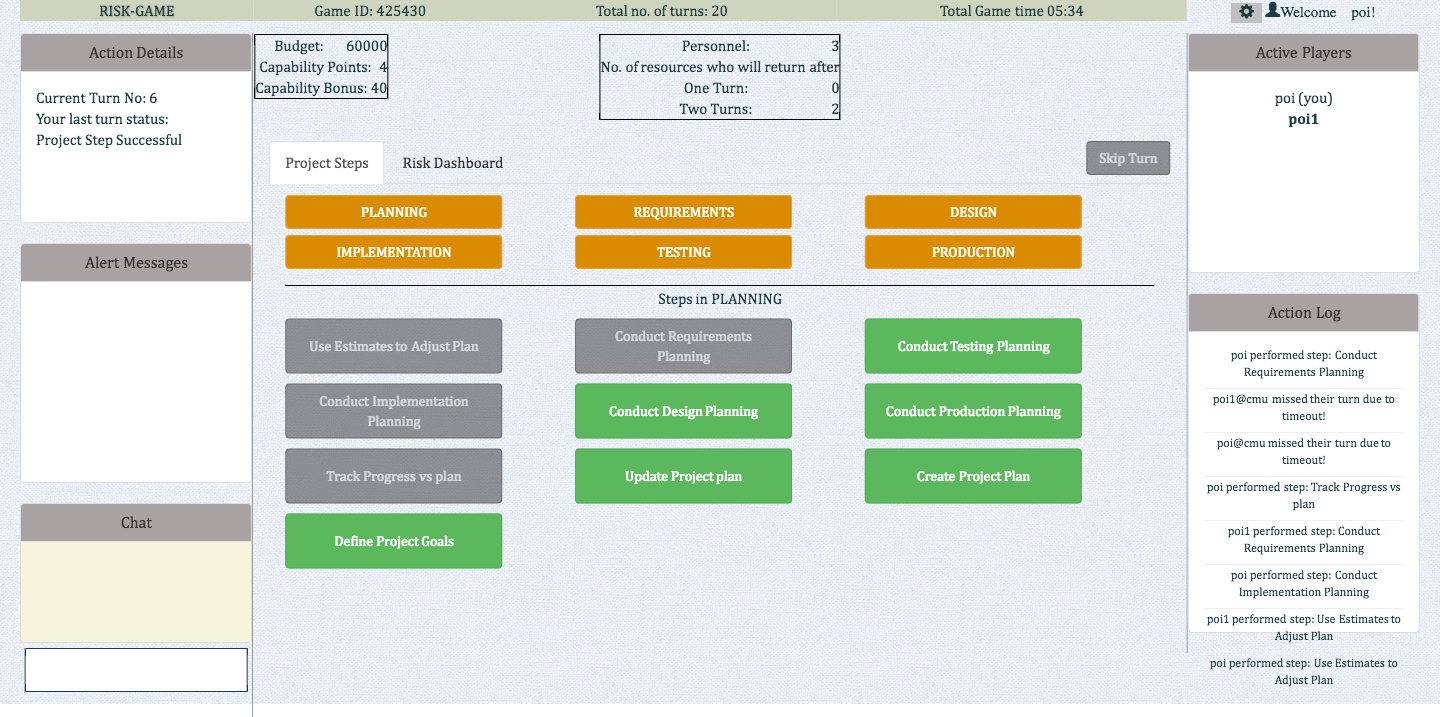 RISK-GAME
Game ID: 425430
Total no. of turns: 20
Total Game time 05:34
Welcome poi!
Action Details
Current Turn No: 6
Your last turn status:
Project Step Successful
Alert Messages
Chat
Budget: 60000
Capability Points: 4
Capability Bonus: 40
Personnel: 3
No. of resources who will return after
One Turn: 0
Two Turns: 2
Project Steps
Risk Dashboard
Skip Turn
PLANNING
REQUIREMENTS
DESIGN
IMPLEMENTATION
TESTING
PRODUCTION
Steps in PLANNING
Use Estimates to Adjust Plan
Conduct Requirements
Planning
Conduct Testing Planning
Conduct Implementation
Planning
Conduct Design Planning
Conduct Production Planning
Track Progress vs plan
Update Project plan
Create Project Plan
Define Project Goals
Active Players
poi (you)
poi1
Action Log
poi performed step: Conduct
Requirements Planning
poi1@cmu missed their turn due to
timeout!
poi@cmu missed their turn due to
timeout!
poi performed step: Track Progress vs
plan
poi1 performed step: Conduct
Requirements Planning
poi performed step: Conduct
Implementation Planning
poi1 performed step: Use Estimates to
Adjust Plan
poi performed step: Use Estimates to
Adjust Plan